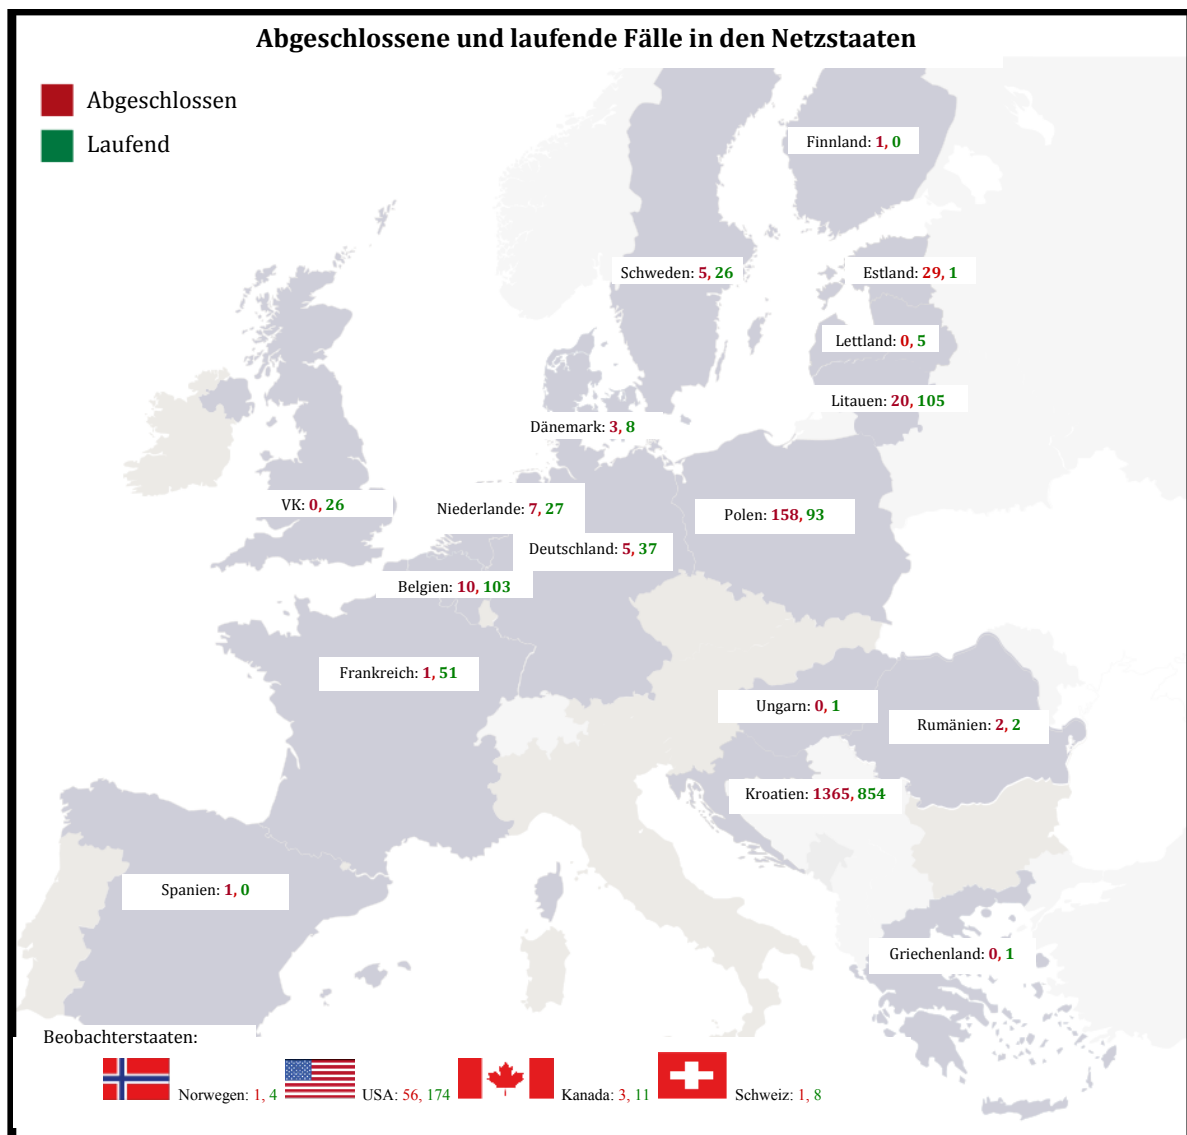 Abgeschlossene und laufende Fälle in den Netzstaaten
Abgeschlossen
Laufend
Finnland: 1, 0
Schweden: 5, 26
Estland: 29, 1
Lettland: 0, 5
Litauen: 20, 105
Dänemark: 3, 8
VK: 0, 26
Niederlande: 7, 27
Polen: 158, 93
Deutschland: 5, 37
Belgien: 10, 103
Frankreich: 1, 51
Ungarn: 0, 1
Rumänien: 2, 2
Kroatien: 1365, 854
Spanien: 1, 0
Griechenland: 0, 1
Beobachterstaaten:
Norwegen: 1, 4
USA: 56, 174
Kanada: 3, 11
Schweiz: 1, 8